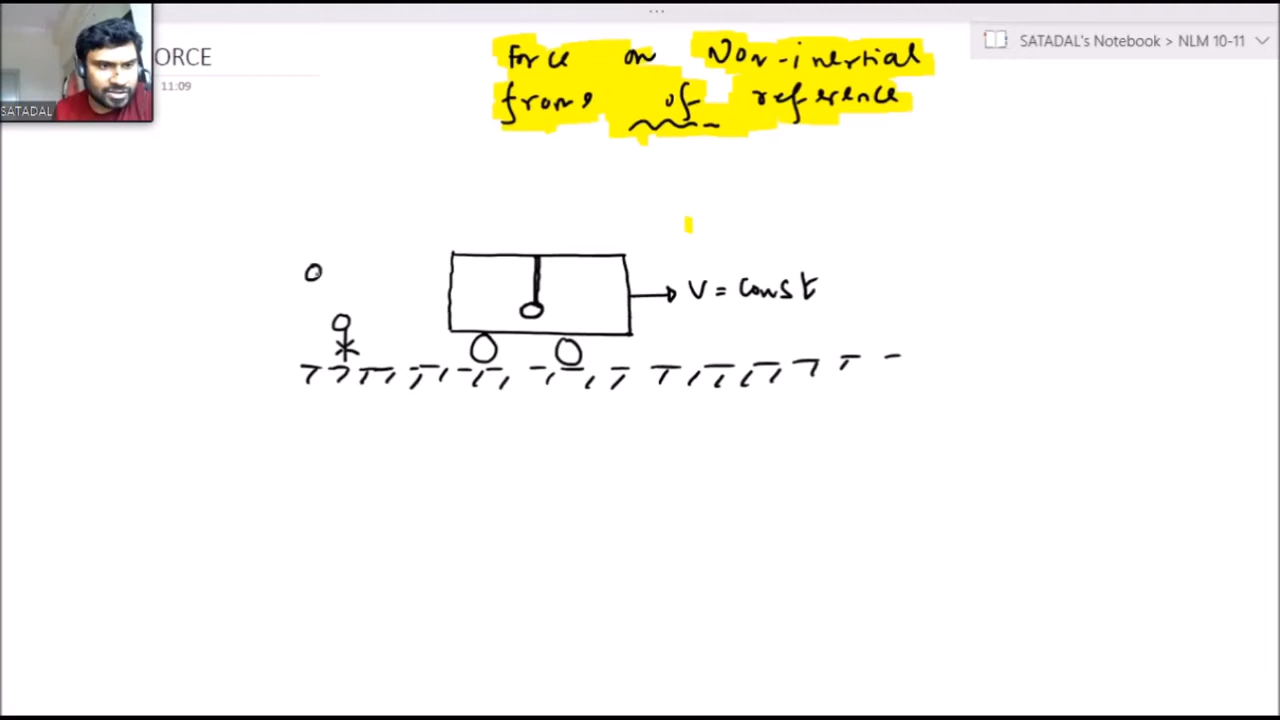 ORCE
11:09
SATADAL
SATADAL's Notebook > NLM 10-11
Force on Non-inertial
frame of reference
V = Const